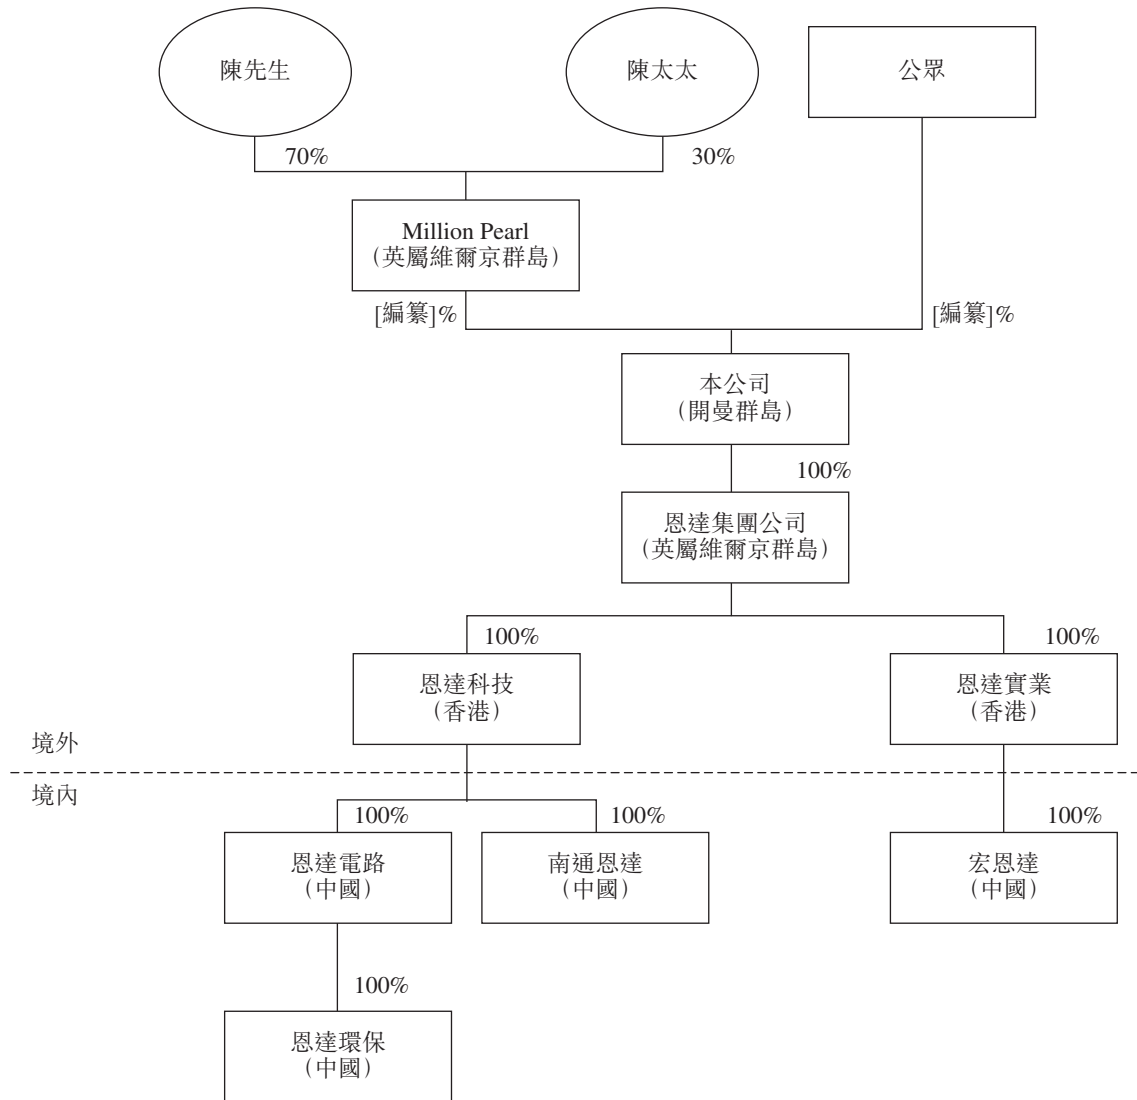 陳先生
陳太太
公眾
70%
30%
Million Pearl
（英屬維爾京群島）
[編纂]%
[編纂]%
本公司
（開曼群島）
100%
恩達集團公司
（英屬維爾京群島）
100%
100%
恩達科技
（香港）
恩達實業
（香港）
境外
境內
100%
100%
100%
恩達電路
（中國）
南通恩達
（中國）
宏恩達
（中國）
100%
恩達環保
（中國）